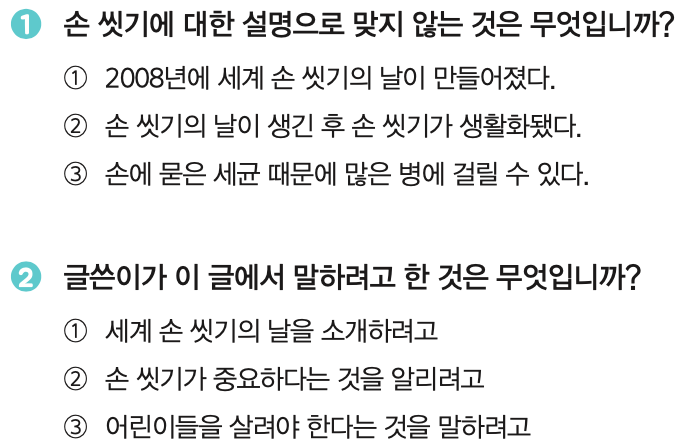 1 손 씻기에 대한 설명으로 맞지 않는 것은 무엇입니까?
① 2008년에 세계 손 씻기의 날이 만들어졌다.
② 손 씻기의 날이 생긴 후 손 씻기가 생활화됐다.
③ 손에 묻은 세균 때문에 많은 병에 걸릴 수 있다.
2 글쓴이가 이 글에서 말하려고 한 것은 무엇입니까?
① 세계 손 씻기의 날을 소개하려고
② 손 씻기가 중요하다는 것을 알리려고
③ 어린이들을 살려야 한다는 것을 말하려고